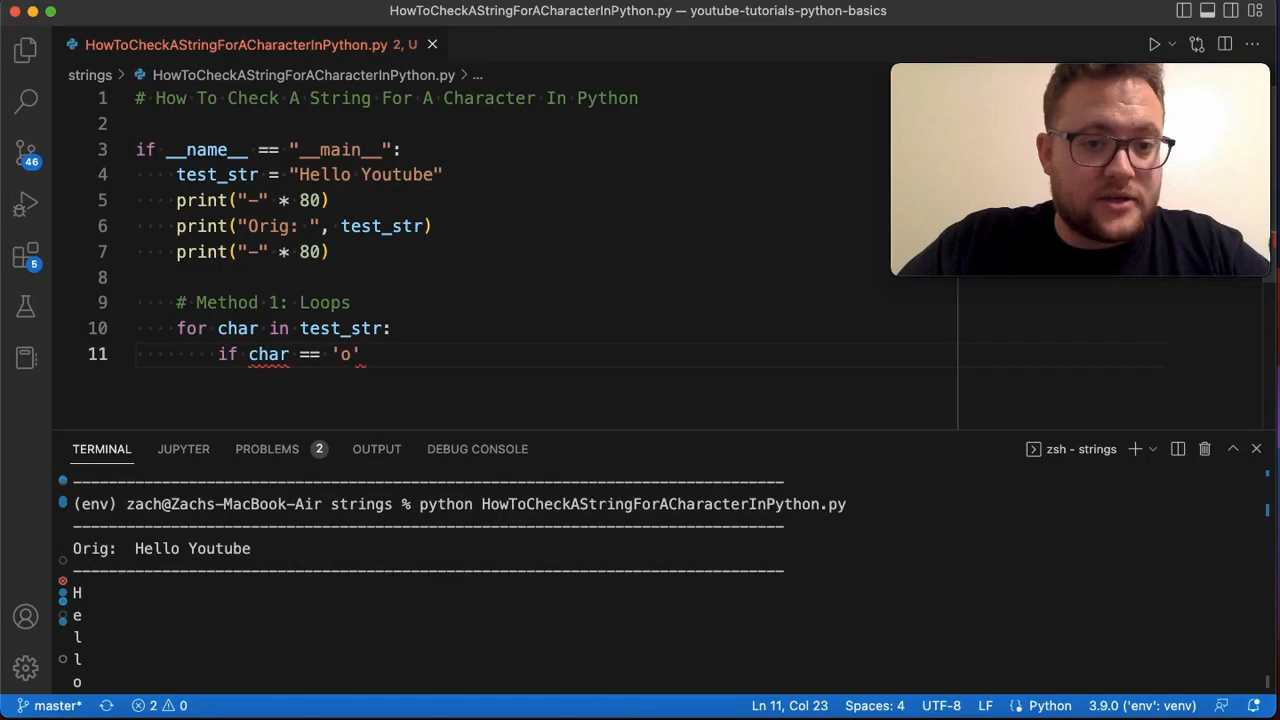 HowToCheckAStringForACharacterInPython.py — youtube-tutorials-python-basics
HowToCheckAStringForACharacterInPython.py 2, U
strings > HowToCheckAStringForACharacterInPython.py > ...
1 # How To Check A String For A Character In Python
2
3 if __name__ == "__main__":
4 test_str = "Hello Youtube"
5 print("-" * 80)
6 print("Orig: ", test_str)
7 print("-" * 80)
8
9 # Method 1: Loops
10 for char in test_str:
11 if char == 'o'
46
5
TERMINAL JUPYTER PROBLEMS 2 OUTPUT DEBUG CONSOLE zsh - strings
--------------------------------------------------------------------------------
(env) zach@Zachs-MacBook-Air strings % python HowToCheckAStringForACharacterInPython.py
--------------------------------------------------------------------------------
Orig:  Hello Youtube
--------------------------------------------------------------------------------
H
e
l
l
o
master* 2 0 Ln 11, Col 23 Spaces: 4 UTF-8 LF Python 3.9.0 ('env': venv)